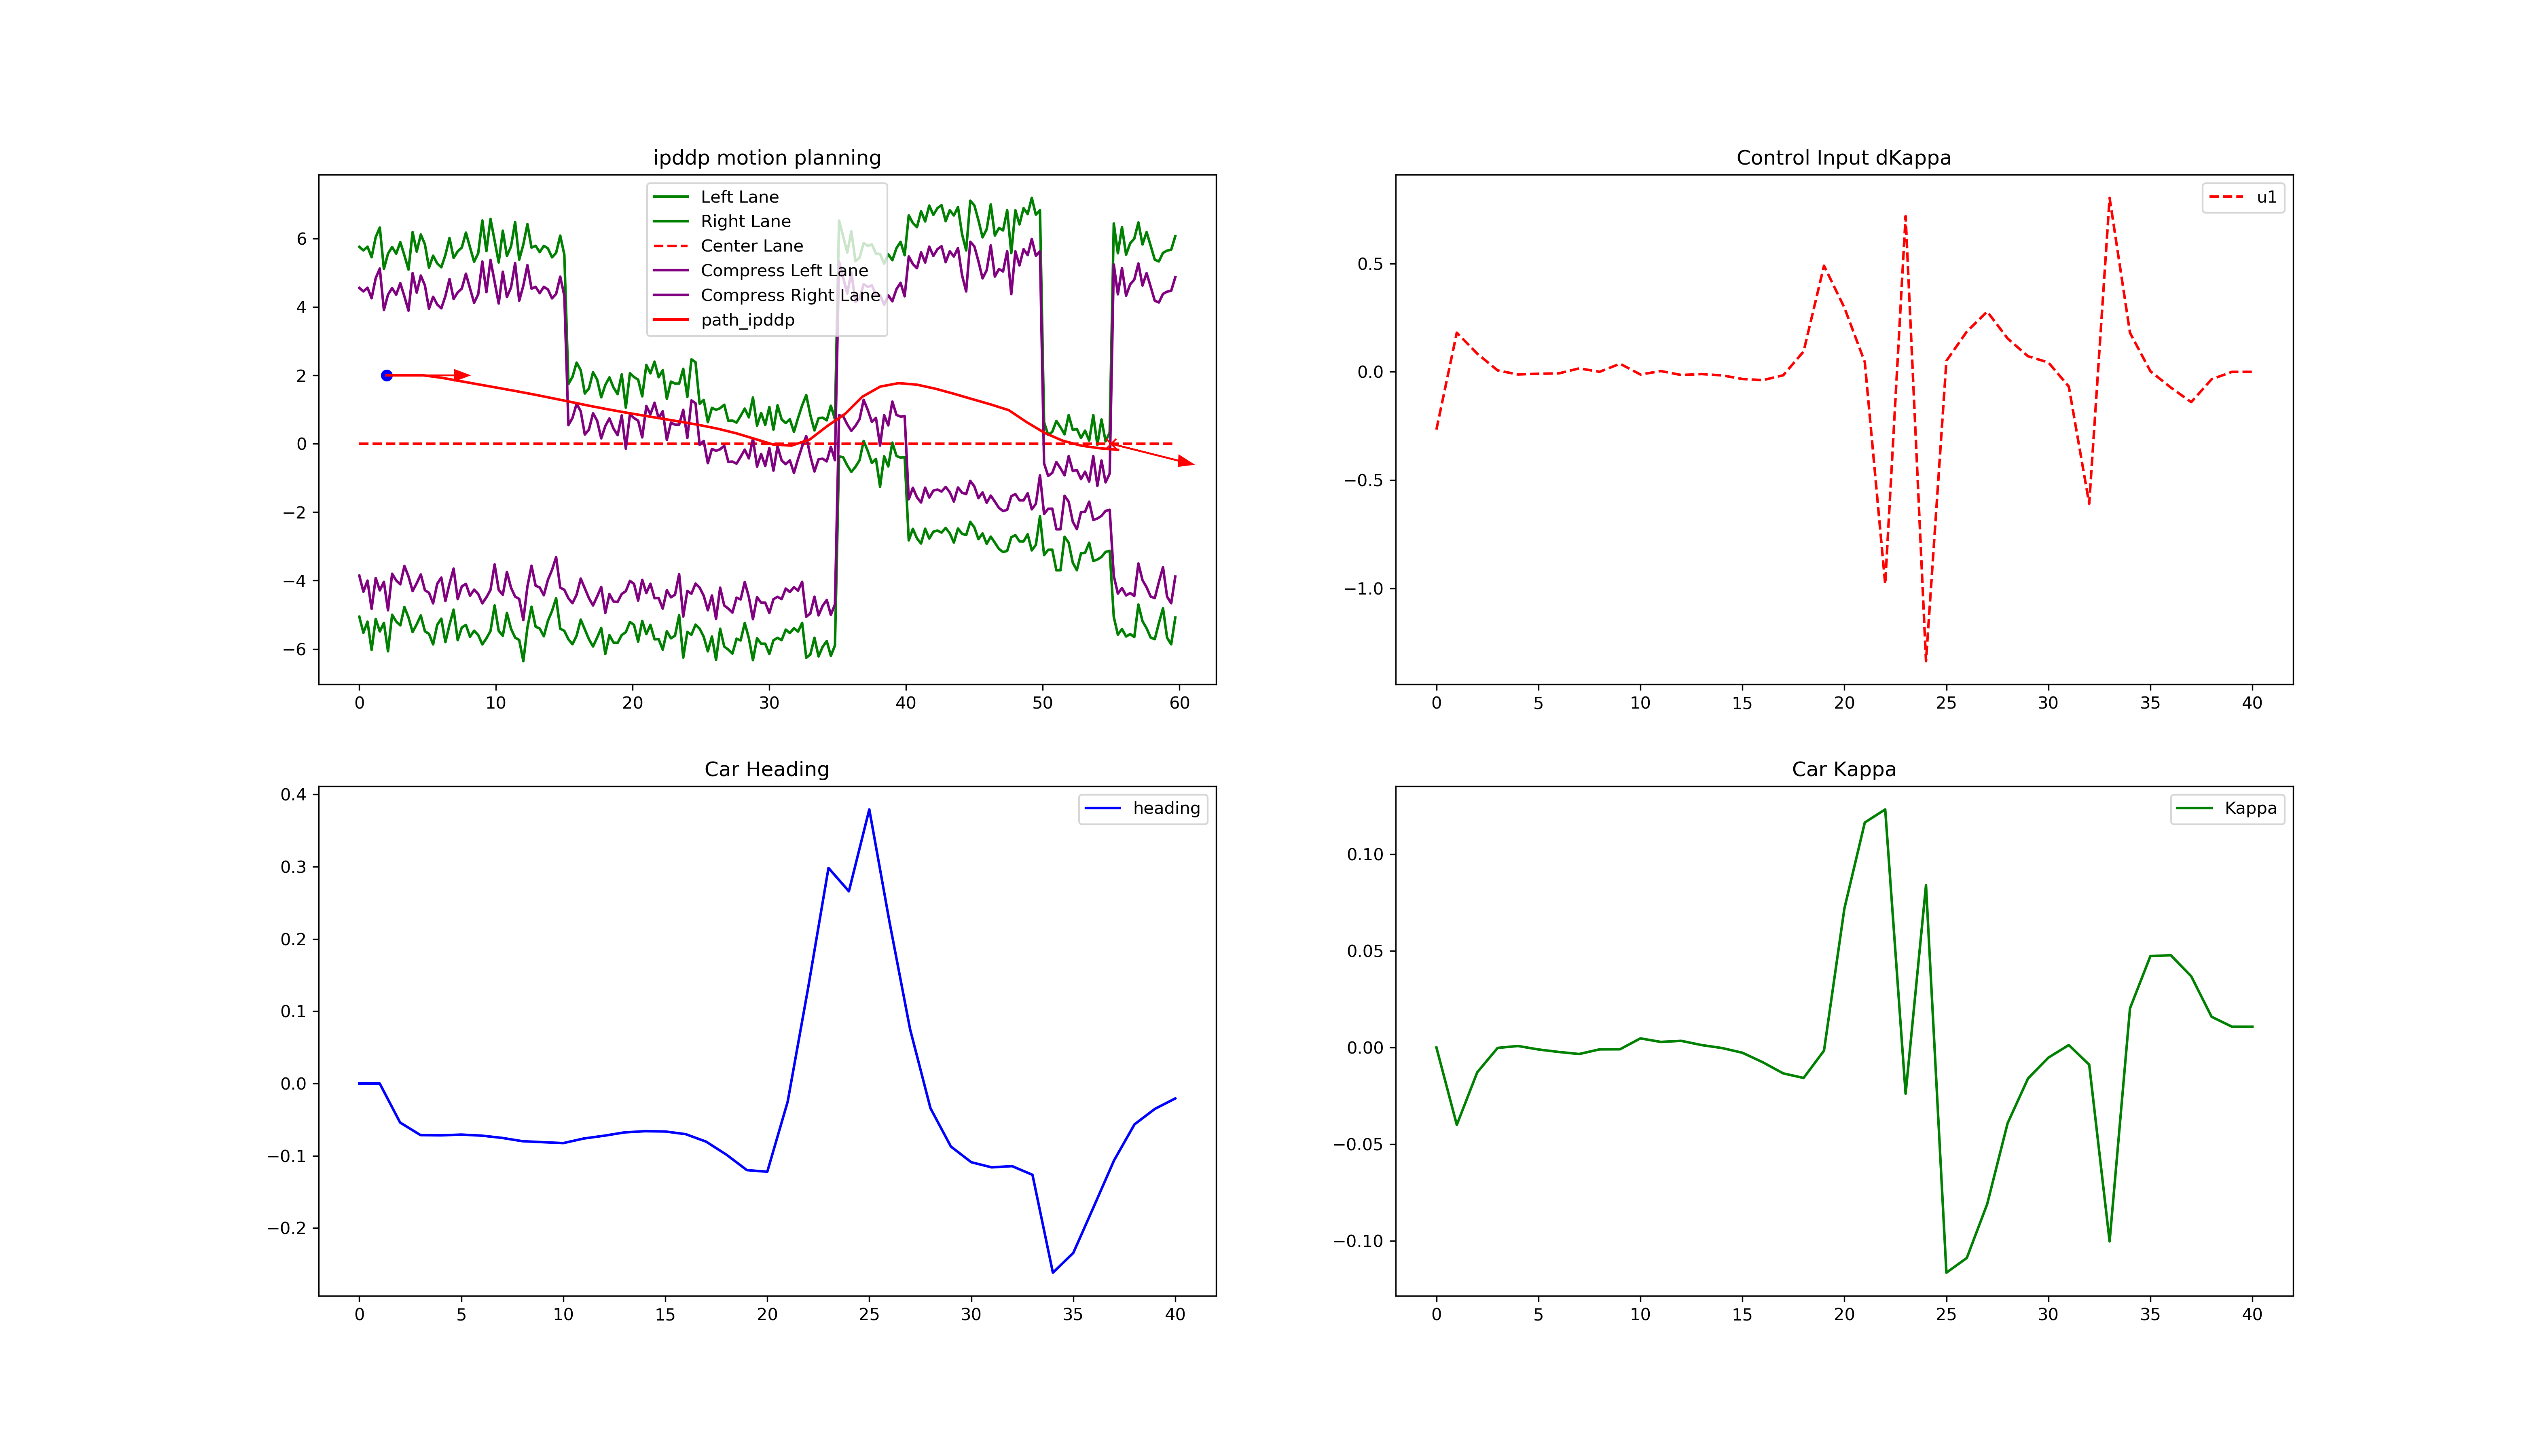 ipddp motion planning
Left Lane
Right Lane
Center Lane
Compress Left Lane
Compress Right Lane
path_ipddp
6
4
2
0
−2
−4
−6
0 10 20 30 40 50 60
Control Input dKappa
u1
0.5
0.0
−0.5
−1.0
0 5 10 15 20 25 30 35 40
Car Heading
heading
0.4
0.3
0.2
0.1
0.0
−0.1
−0.2
0 5 10 15 20 25 30 35 40
Car Kappa
Kappa
0.10
0.05
0.00
−0.05
−0.10
0 5 10 15 20 25 30 35 40